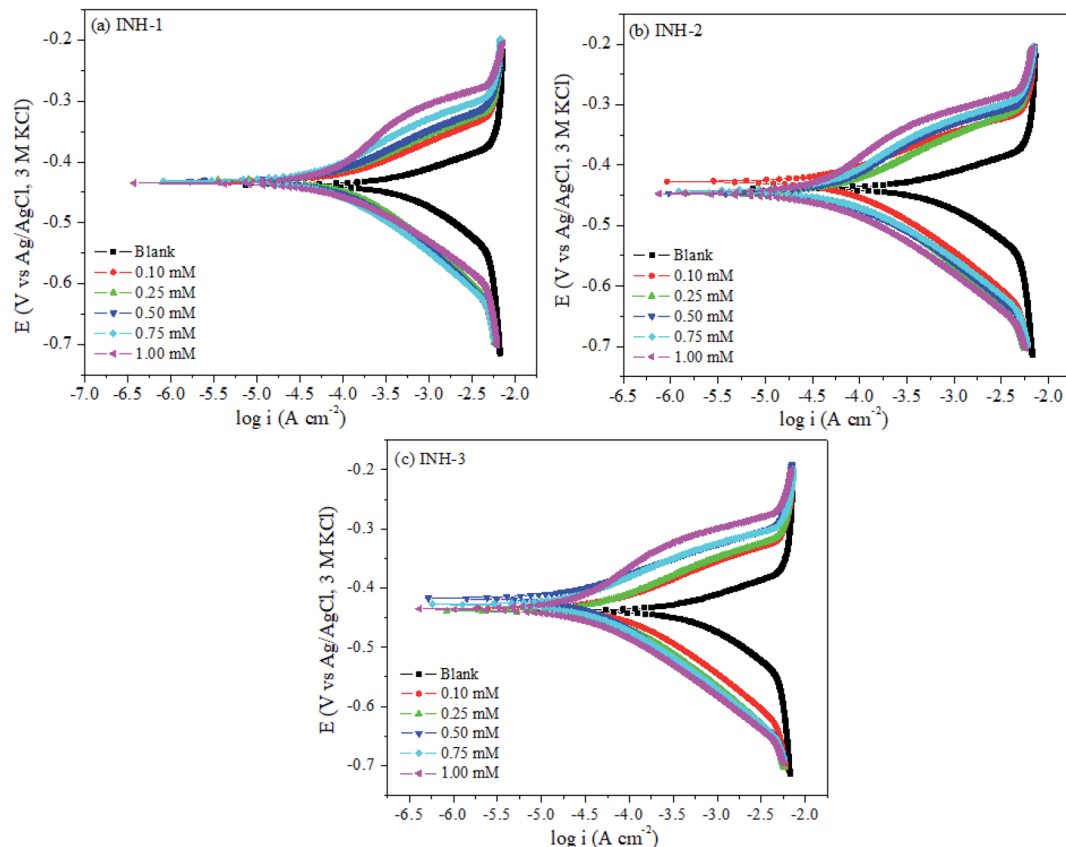 (a) INH-1
E (V vs Ag/AgCl, 3 M KCl)
-0.2
-0.3
-0.4
-0.5
-0.6
-0.7
Blank
0.10 mM
0.25 mM
0.50 mM
0.75 mM
1.00 mM
-7.0 -6.5 -6.0 -5.5 -5.0 -4.5 -4.0 -3.5 -3.0 -2.5 -2.0
log i (A cm⁻²)
(b) INH-2
E (V vs Ag/AgCl, 3 M KCl)
-0.2
-0.3
-0.4
-0.5
-0.6
-0.7
Blank
0.10 mM
0.25 mM
0.50 mM
0.75 mM
1.00 mM
-6.5 -6.0 -5.5 -5.0 -4.5 -4.0 -3.5 -3.0 -2.5 -2.0
log i (A cm⁻²)
(c) INH-3
E (V vs Ag/AgCl, 3 M KCl)
-0.2
-0.3
-0.4
-0.5
-0.6
-0.7
Blank
0.10 mM
0.25 mM
0.50 mM
0.75 mM
1.00 mM
-6.5 -6.0 -5.5 -5.0 -4.5 -4.0 -3.5 -3.0 -2.5 -2.0
log i (A cm⁻²)